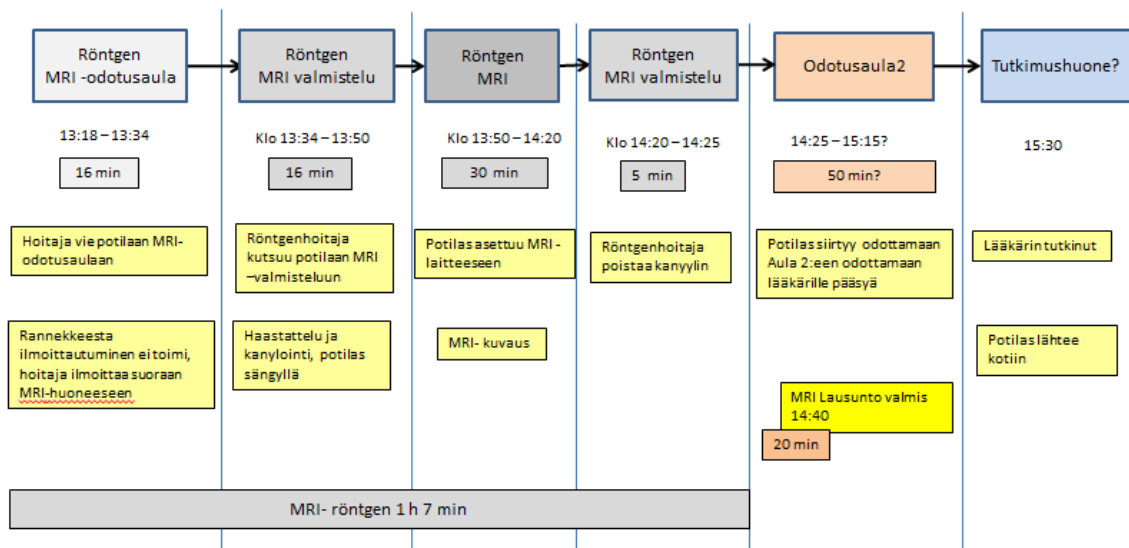 Röntgen
MRI -odotusaula
Röntgen
MRI valmistelu
Röntgen
MRI
Röntgen
MRI valmistelu
Odotusaula2
Tutkimushuone?
13:18 – 13:34
Klo 13:34 – 13:50
Klo 13:50 – 14:20
Klo 14:20 – 14:25
14:25 – 15:15?
15:30
16 min
16 min
30 min
5 min
50 min?
Hoitaja vie potilaan MRI-
odotusaulaan
Röntgenhoitaja
kutsuu potilaan MRI
–valmisteluun
Potilas asettuu MRI -
laitteeseen
Röntgenhoitaja
poistaa kanyylin
Potilas siirtyy odottamaan
Aula 2:een odottamaan
lääkärille pääsyä
Lääkärin tutkinut
Rannekkeesta
ilmoittautuminen ei toimi,
hoitaja ilmoittaa suoraan
MRI-huoneeseen
Haastattelu ja
kanylointi, potilas
sängyllä
MRI- kuvaus
Potilas lähtee
kotiin
MRI Lausunto valmis
14:40
20 min
MRI- röntgen 1 h 7 min